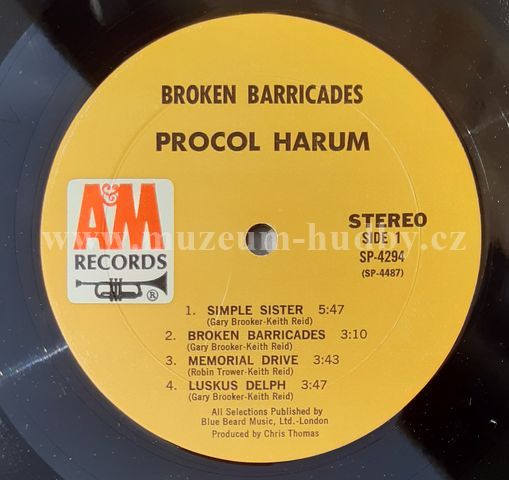 BROKEN BARRICADES
PROCOL HARUM
A&M
RECORDS
®
STEREO
SIDE 1
SP-4294
(SP-4487)
www.muzeum-hudby.cz
1. SIMPLE SISTER 5:47
(Gary Brooker-Keith Reid)
2. BROKEN BARRICADES 3:10
(Gary Brooker-Keith Reid)
3. MEMORIAL DRIVE 3:43
(Robin Trower-Keith Reid)
4. LUSKUS DELPH 3:47
(Gary Brooker-Keith Reid)
All Selections Published by
Blue Beard Music, Ltd.-London
Produced by Chris Thomas